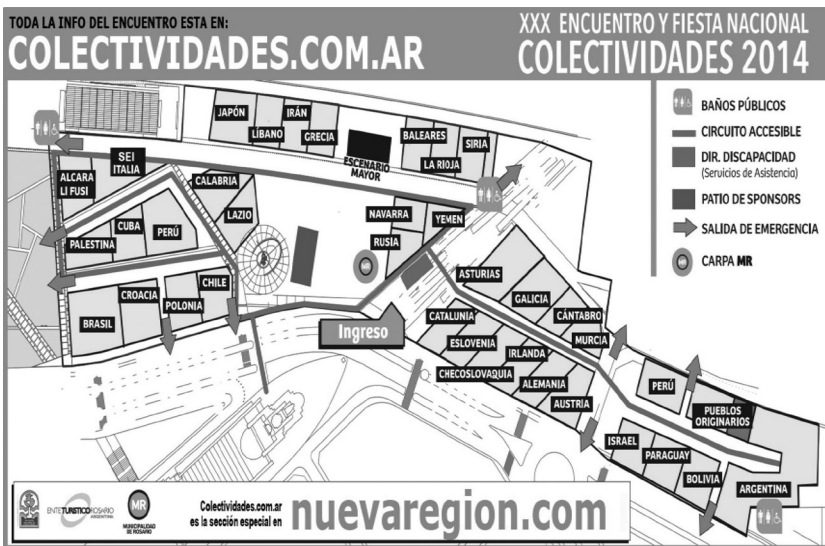 TODA LA INFO DEL ENCUENTRO ESTA EN:
COLECTIVIDADES.COM.AR
XXX ENCUENTRO Y FIESTA NACIONAL
COLECTIVIDADES 2014
BAÑOS PÚBLICOS
CIRCUITO ACCESIBLE
DIR. DISCAPACIDAD
(Servicios de Asistencia)
PATIO DE SPONSORS
SALIDA DE EMERGENCIA
CARPA MR
JAPÓN
IRÁN
LÍBANO
GRECIA
ESCENARIO
MAYOR
BALEARES
LA RIOJA
SIRIA
SEI
ITALIA
ALCARA
LI FUSI
CALABRIA
LAZIO
CUBA
PERÚ
PALESTINA
NAVARRA
YEMEN
RUSIA
CHILE
CROACIA
POLONIA
BRASIL
Ingreso
ASTURIAS
GALICIA
CÁNTABRO
MURCIA
CATALUNIA
ESLOVENIA
IRLANDA
CHECOSLOVAQUIA
ALEMANIA
AUSTRIA
PERÚ
PUEBLOS
ORIGINARIOS
ISRAEL
PARAGUAY
BOLIVIA
ARGENTINA
ENTETURISTICOROSARIO
ARGENTINA
MR
MUNICIPALIDAD
DE ROSARIO
Colectividades.com.ar
es la sección especial en
nuevaregion.com